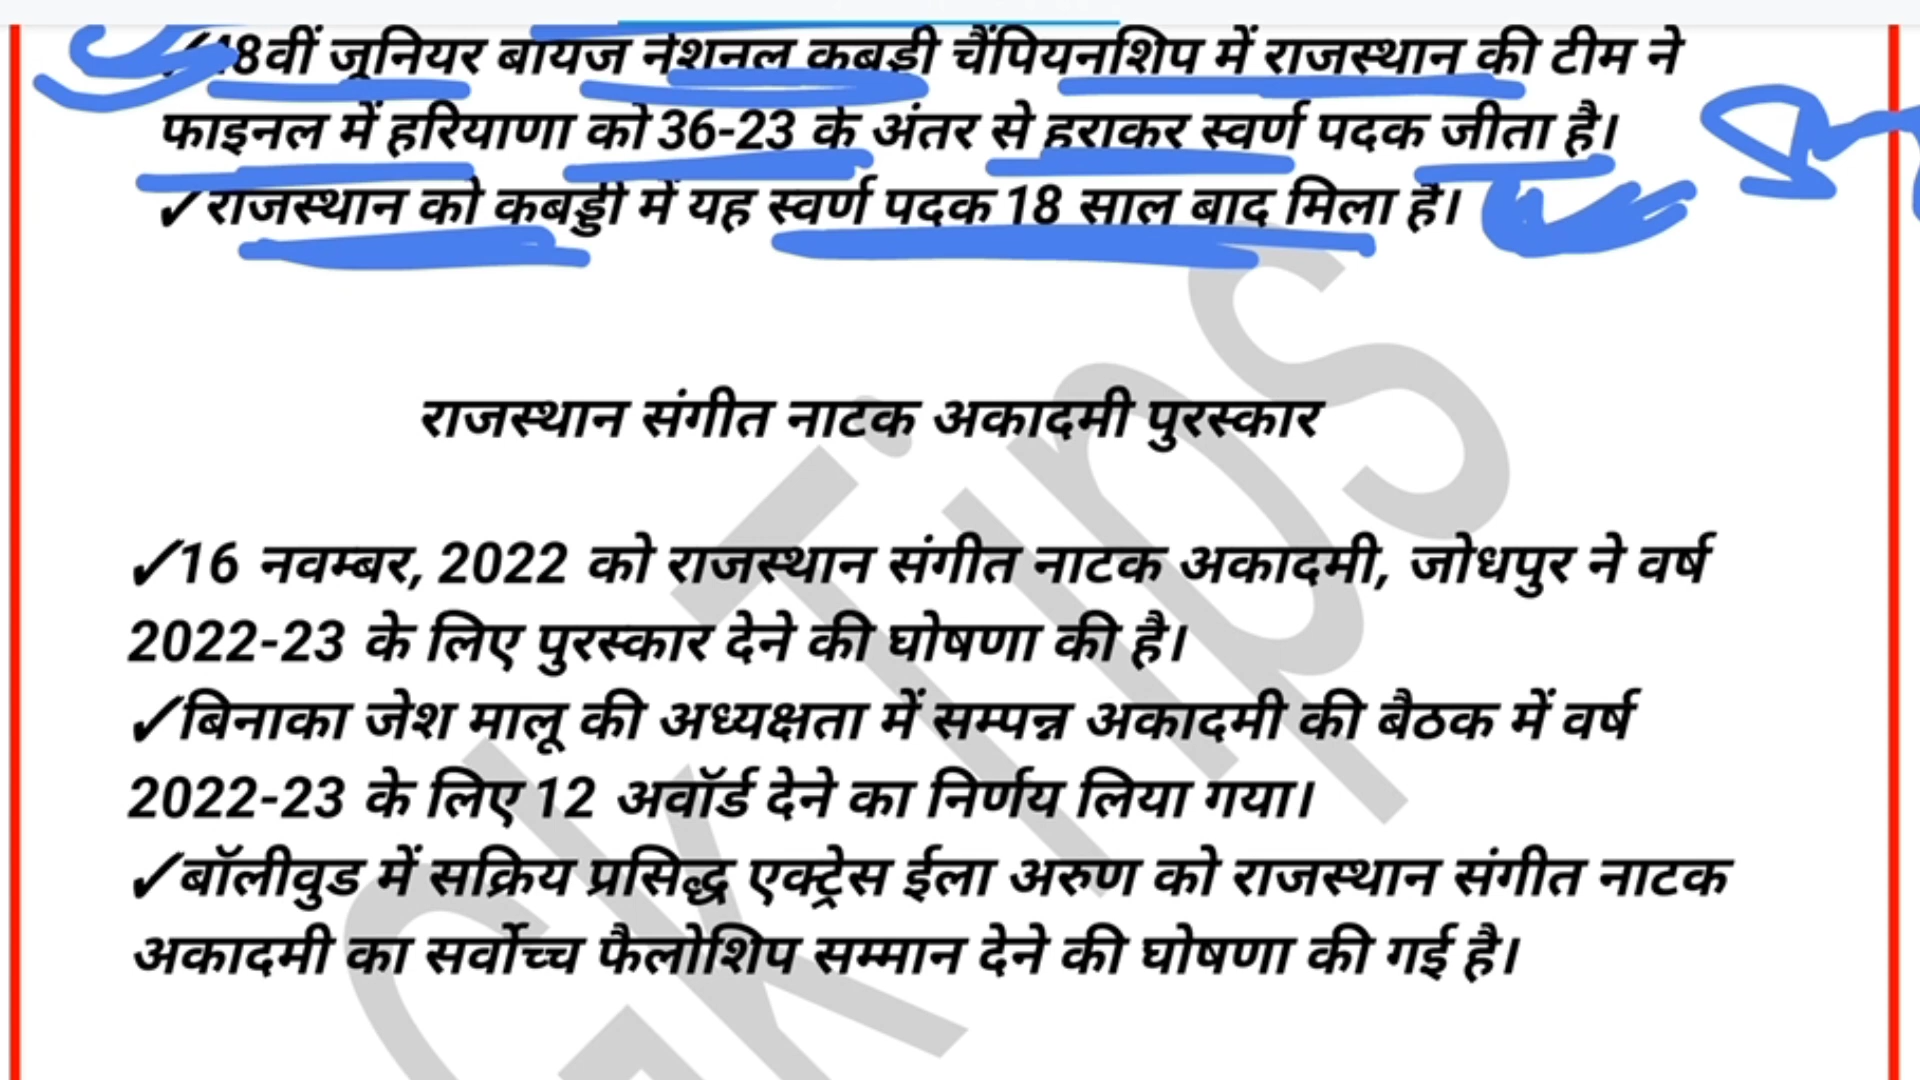 ✓48वीं जूनियर बॉयज नेशनल कबड्डी चैंपियनशिप में राजस्थान की टीम ने
फाइनल में हरियाणा को 36-23 के अंतर से हराकर स्वर्ण पदक जीता है।
✓राजस्थान को कबड्डी में यह स्वर्ण पदक 18 साल बाद मिला है।
राजस्थान संगीत नाटक अकादमी पुरस्कार
✓16 नवम्बर, 2022 को राजस्थान संगीत नाटक अकादमी, जोधपुर ने वर्ष
2022-23 के लिए पुरस्कार देने की घोषणा की है।
✓बिनाका जेश मालू की अध्यक्षता में सम्पन्न अकादमी की बैठक में वर्ष
2022-23 के लिए 12 अवॉर्ड देने का निर्णय लिया गया।
✓बॉलीवुड में सक्रिय प्रसिद्ध एक्ट्रेस ईला अरुण को राजस्थान संगीत नाटक
अकादमी का सर्वोच्च फैलोशिप सम्मान देने की घोषणा की गई है।
Gk Tips